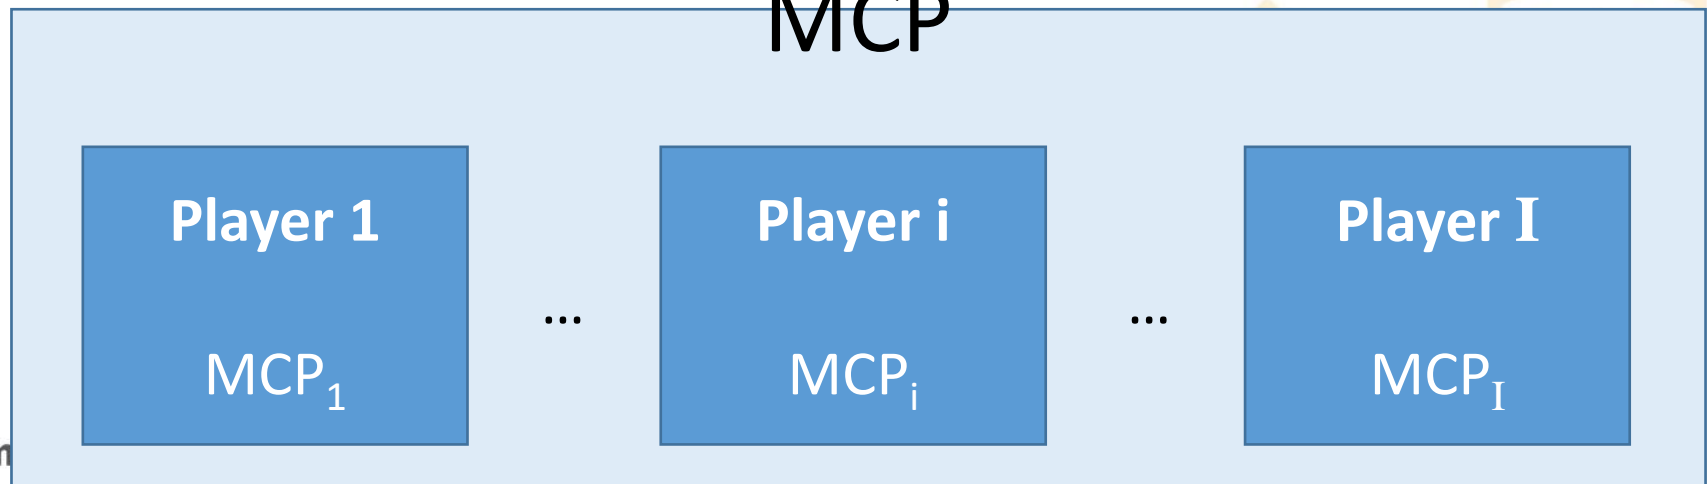 MCP
Player 1
Player i
Player I
...
...
MCP1
MCPi
MCPI